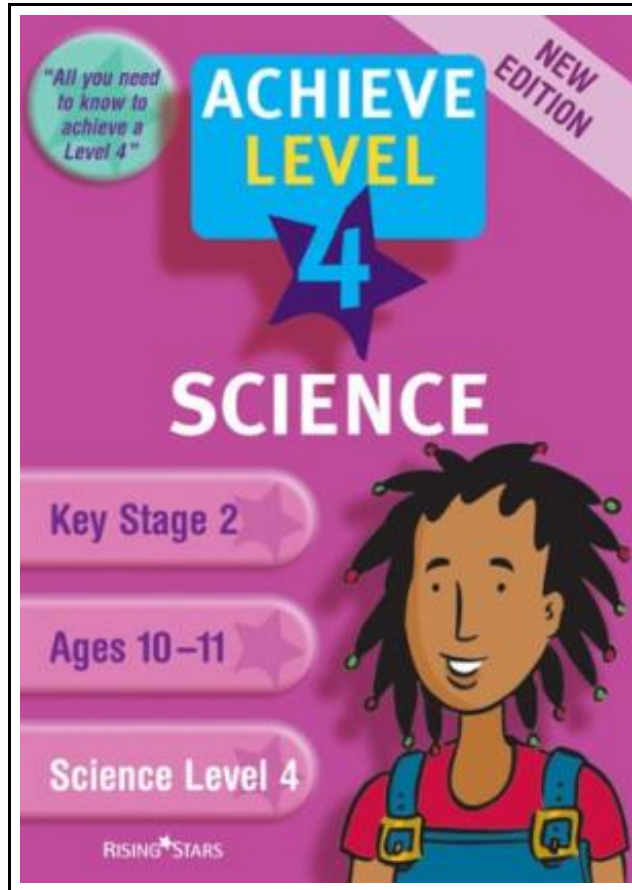 "All you need
to know to
achieve a
Level 4"
ACHIEVE
LEVEL
4
NEW
EDITION
SCIENCE
Key Stage 2
Ages 10–11
Science Level 4
RISING STARS